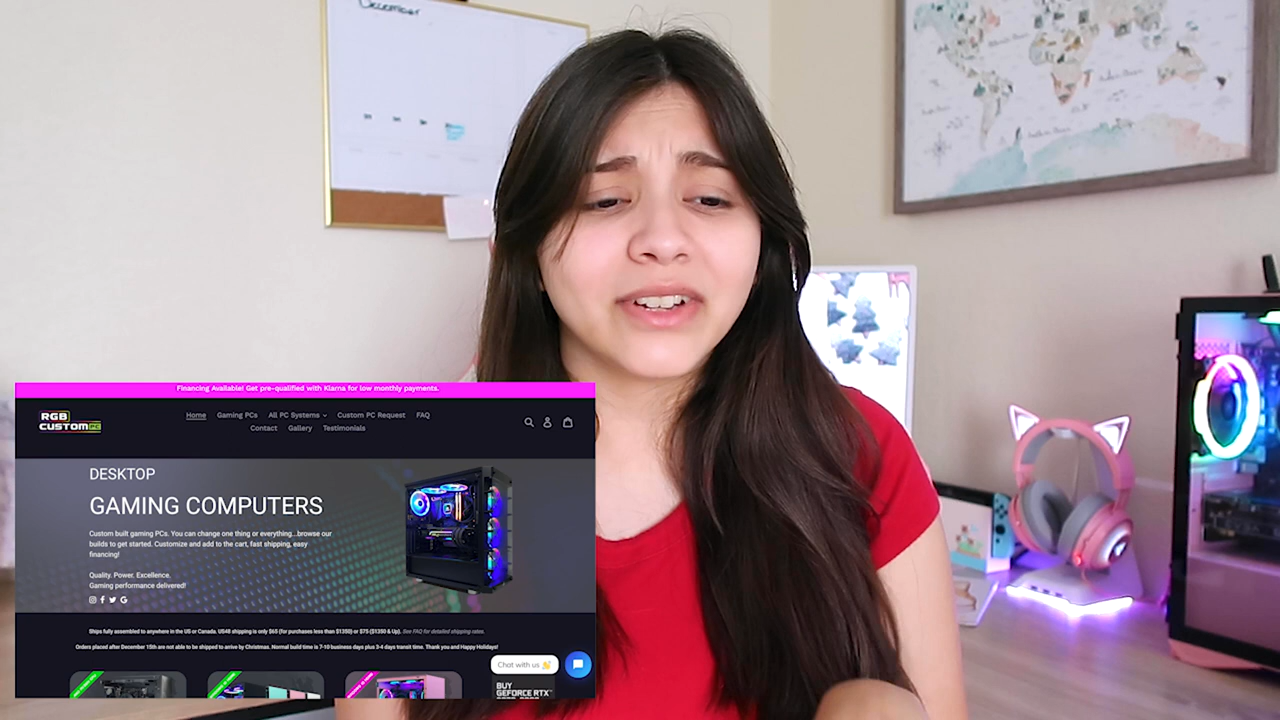 December
Financing Available! Get pre-qualified with Klarna for low monthly payments.
RGB
CUSTOM PC
Home Gaming PCs All PC Systems Custom PC Request FAQ
Contact Gallery Testimonials
DESKTOP
GAMING COMPUTERS
Custom built gaming PCs. You can change one thing or everything...browse our
builds to get started. Customize and add to the cart, fast shipping, easy
financing!
Quality. Power. Excellence.
Gaming performance delivered!
Ships fully assembled to anywhere in the US or Canada. US48 shipping is only $65 (for purchases less than $1350) or $75 ($1350 & Up). See FAQ for detailed shipping rates.
Orders placed after December 15th are not able to be shipped to arrive by Christmas. Normal build time is 7-10 business days plus 3-4 days transit time. Thank you and Happy Holidays!
Chat with us 👋
BUY
GEFORCE RTX